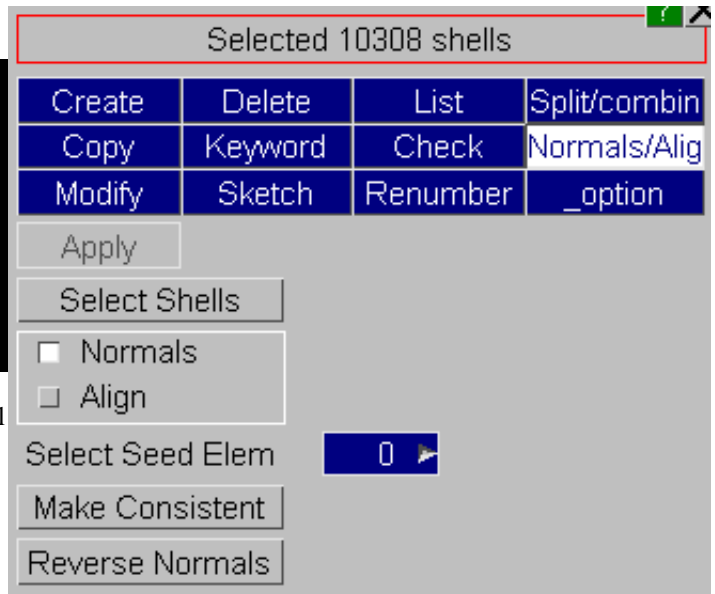 ?
X
Selected 10308 shells
Create Delete List Split/combin
Copy Keyword Check Normals/Alig
Modify Sketch Renumber _option
Apply
Select Shells
Normals
Align
Select Seed Elem 0
Make Consistent
Reverse Normals